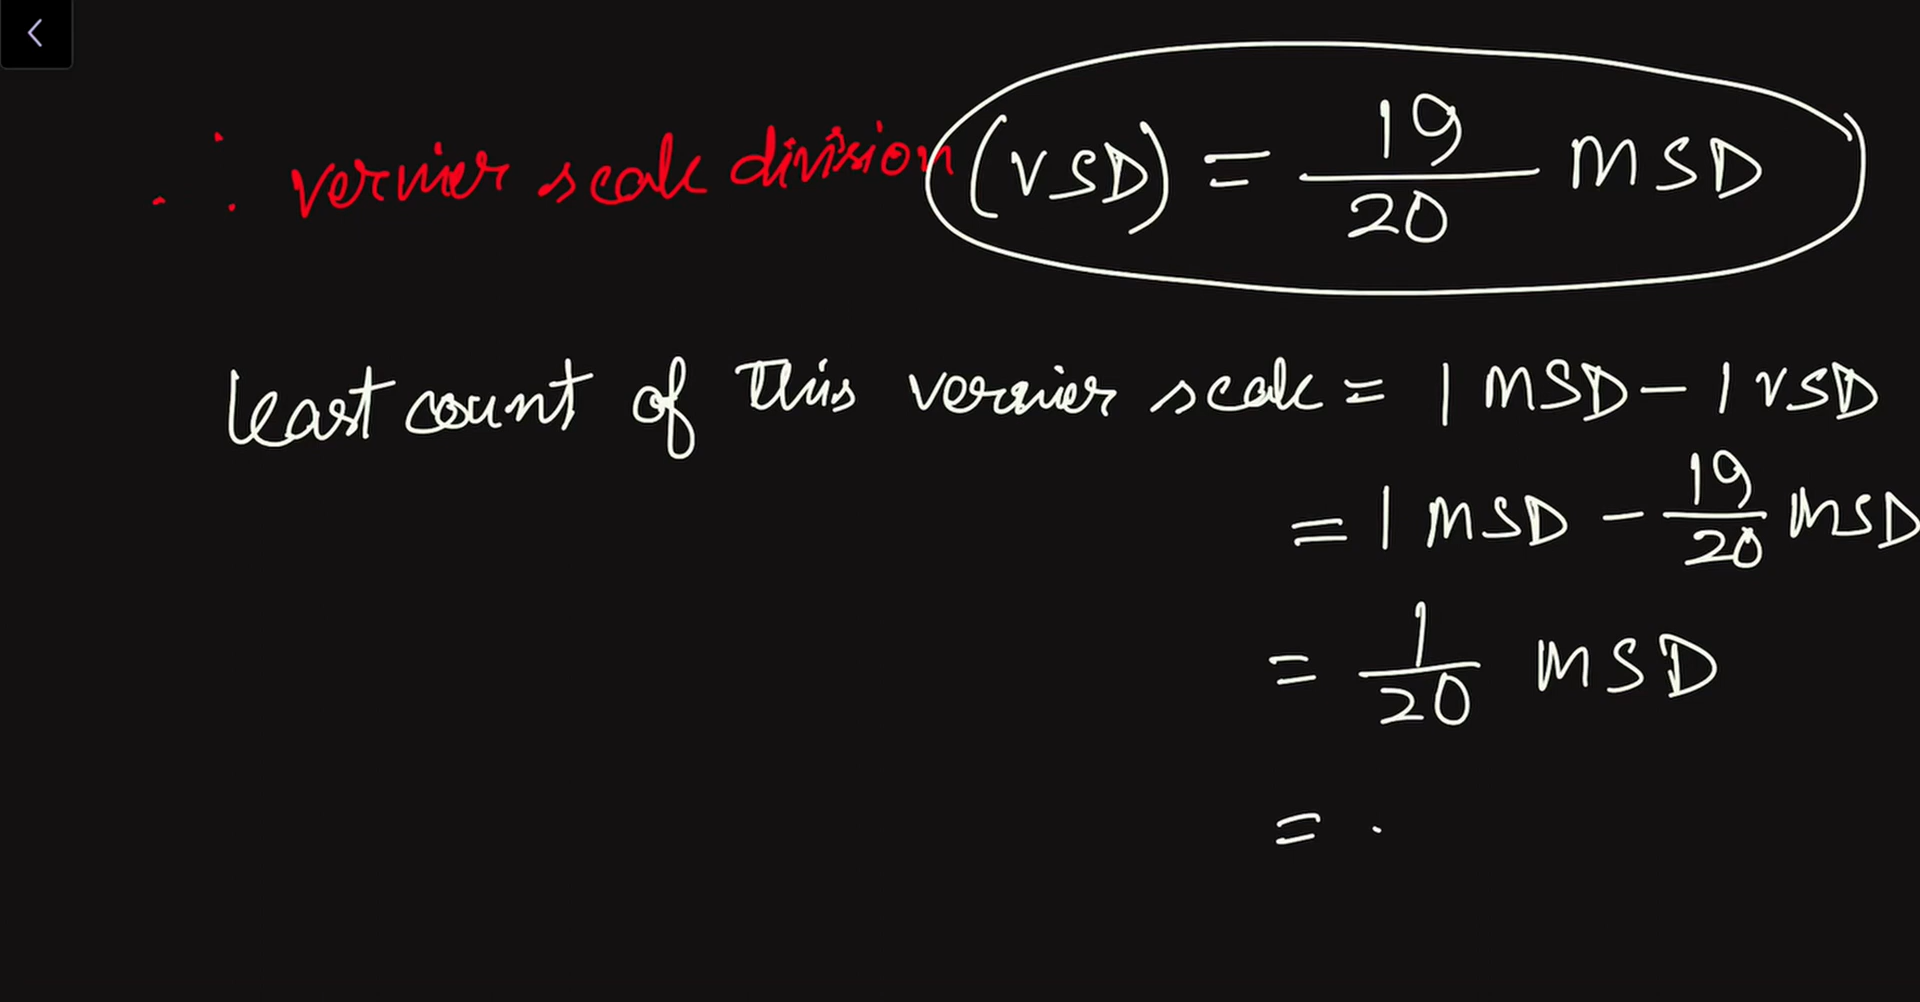 ∴ vernier scale division (VSD) = 19/20 MSD
least count of this vernier scale = 1 MSD - 1 VSD
= 1 MSD - 19/20 MSD
= 1/20 MSD
= .